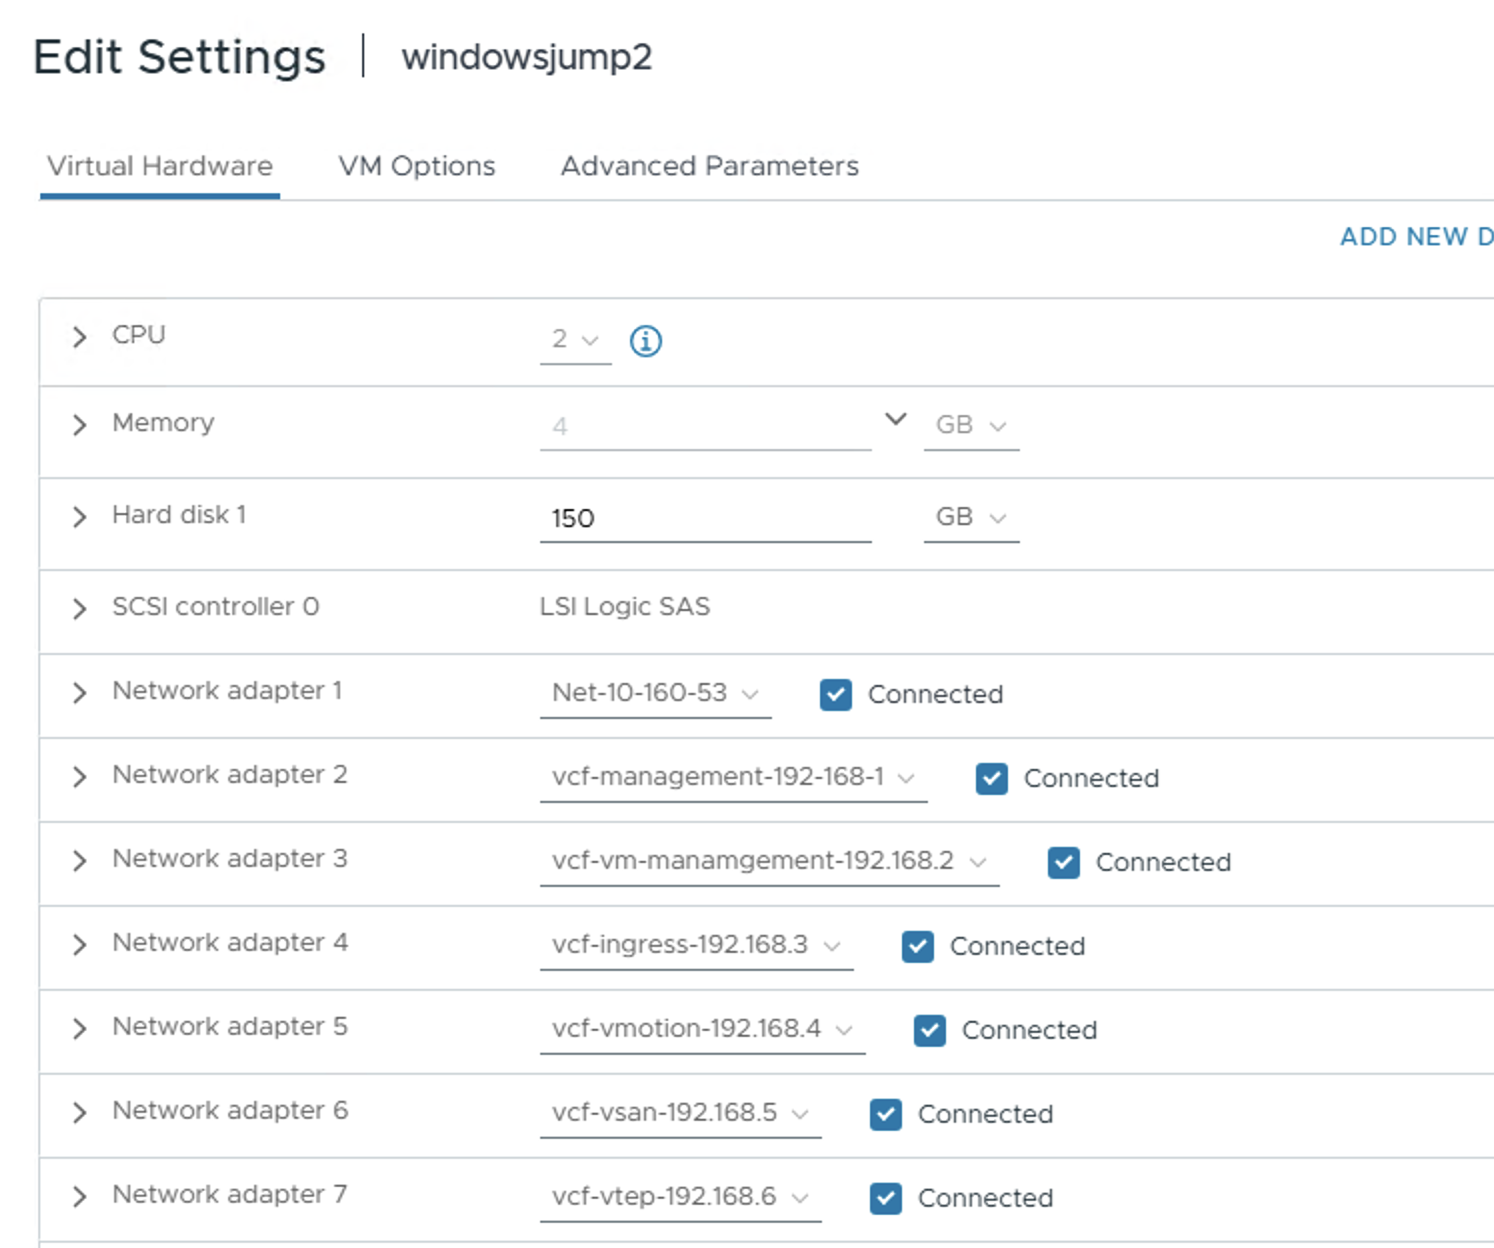 Edit Settings | windowsjump2
Virtual Hardware VM Options Advanced Parameters
ADD NEW D
CPU 2
Memory 4 GB
Hard disk 1 150 GB
SCSI controller 0 LSI Logic SAS
Network adapter 1 Net-10-160-53 Connected
Network adapter 2 vcf-management-192-168-1 Connected
Network adapter 3 vcf-vm-manamgement-192.168.2 Connected
Network adapter 4 vcf-ingress-192.168.3 Connected
Network adapter 5 vcf-vmotion-192.168.4 Connected
Network adapter 6 vcf-vsan-192.168.5 Connected
Network adapter 7 vcf-vtep-192.168.6 Connected